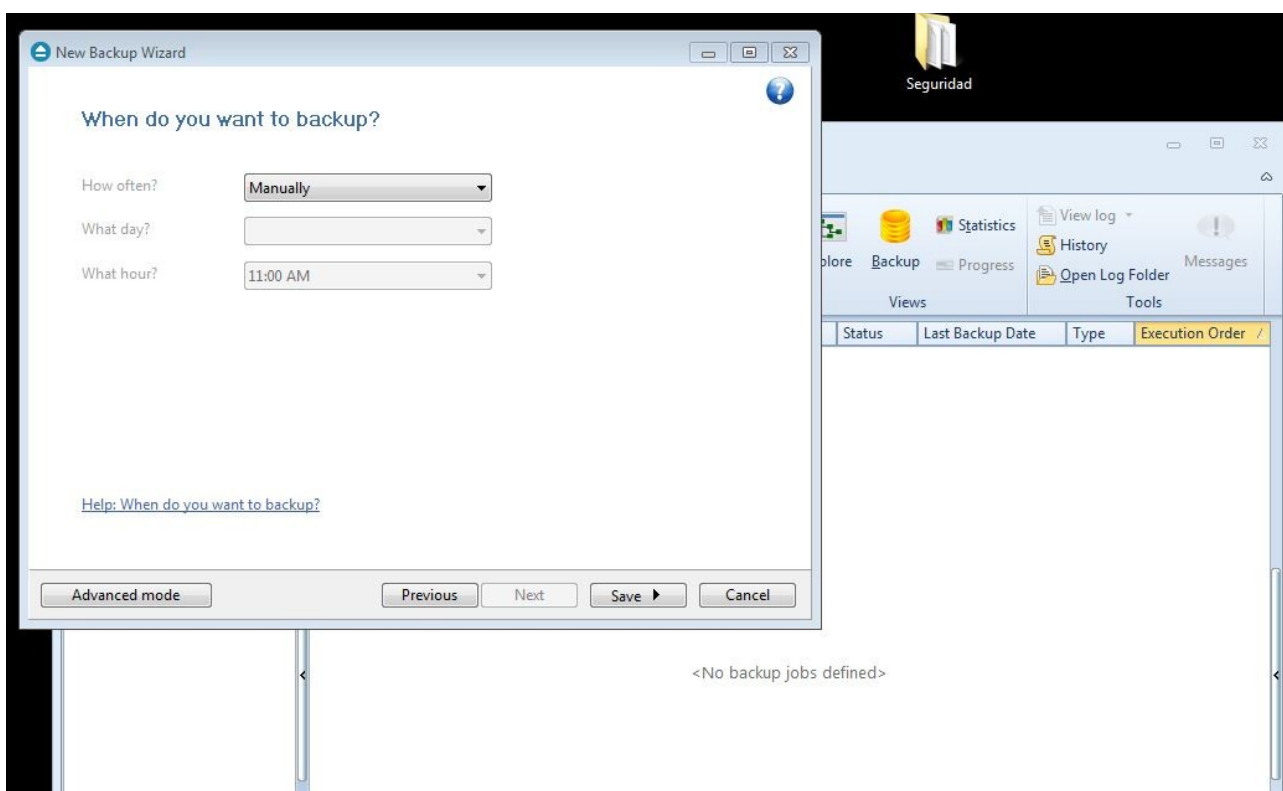 New Backup Wizard
When do you want to backup?
How often?
Manually
What day?
What hour?
11:00 AM
Help: When do you want to backup?
Advanced mode
Previous
Next
Save
Cancel
Seguridad
Backup
Statistics
Progress
Views
View log
History
Open Log Folder
Messages
Tools
Status
Last Backup Date
Type
Execution Order
<No backup jobs defined>